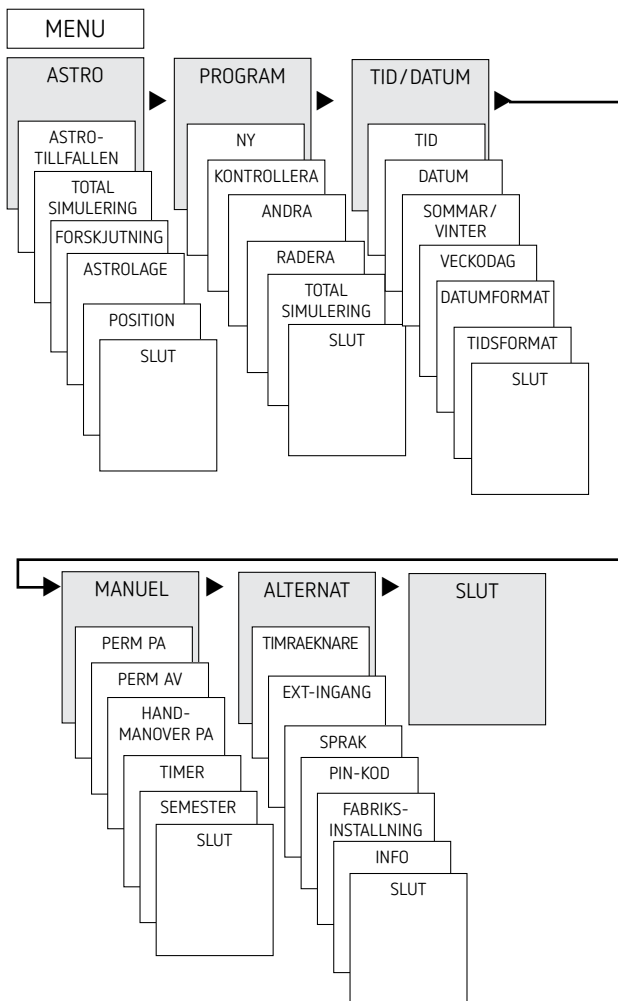 MENU
ASTRO
ASTRO-
TILLFALLEN
TOTAL
SIMULERING
FORSKJUTNING
ASTROLAGE
POSITION
SLUT
PROGRAM
NY
KONTROLLERA
ANDRA
RADERA
TOTAL
SIMULERING
SLUT
TID/DATUM
TID
DATUM
SOMMAR/
VINTER
VECKODAG
DATUMFORMAT
TIDSFORMAT
SLUT
MANUEL
PERM PA
PERM AV
HAND-
MANOVER PA
TIMER
SEMESTER
SLUT
ALTERNAT
TIMRAEKNARE
EXT-INGANG
SPRAK
PIN-KOD
FABRIKS-
INSTALLNING
INFO
SLUT
SLUT